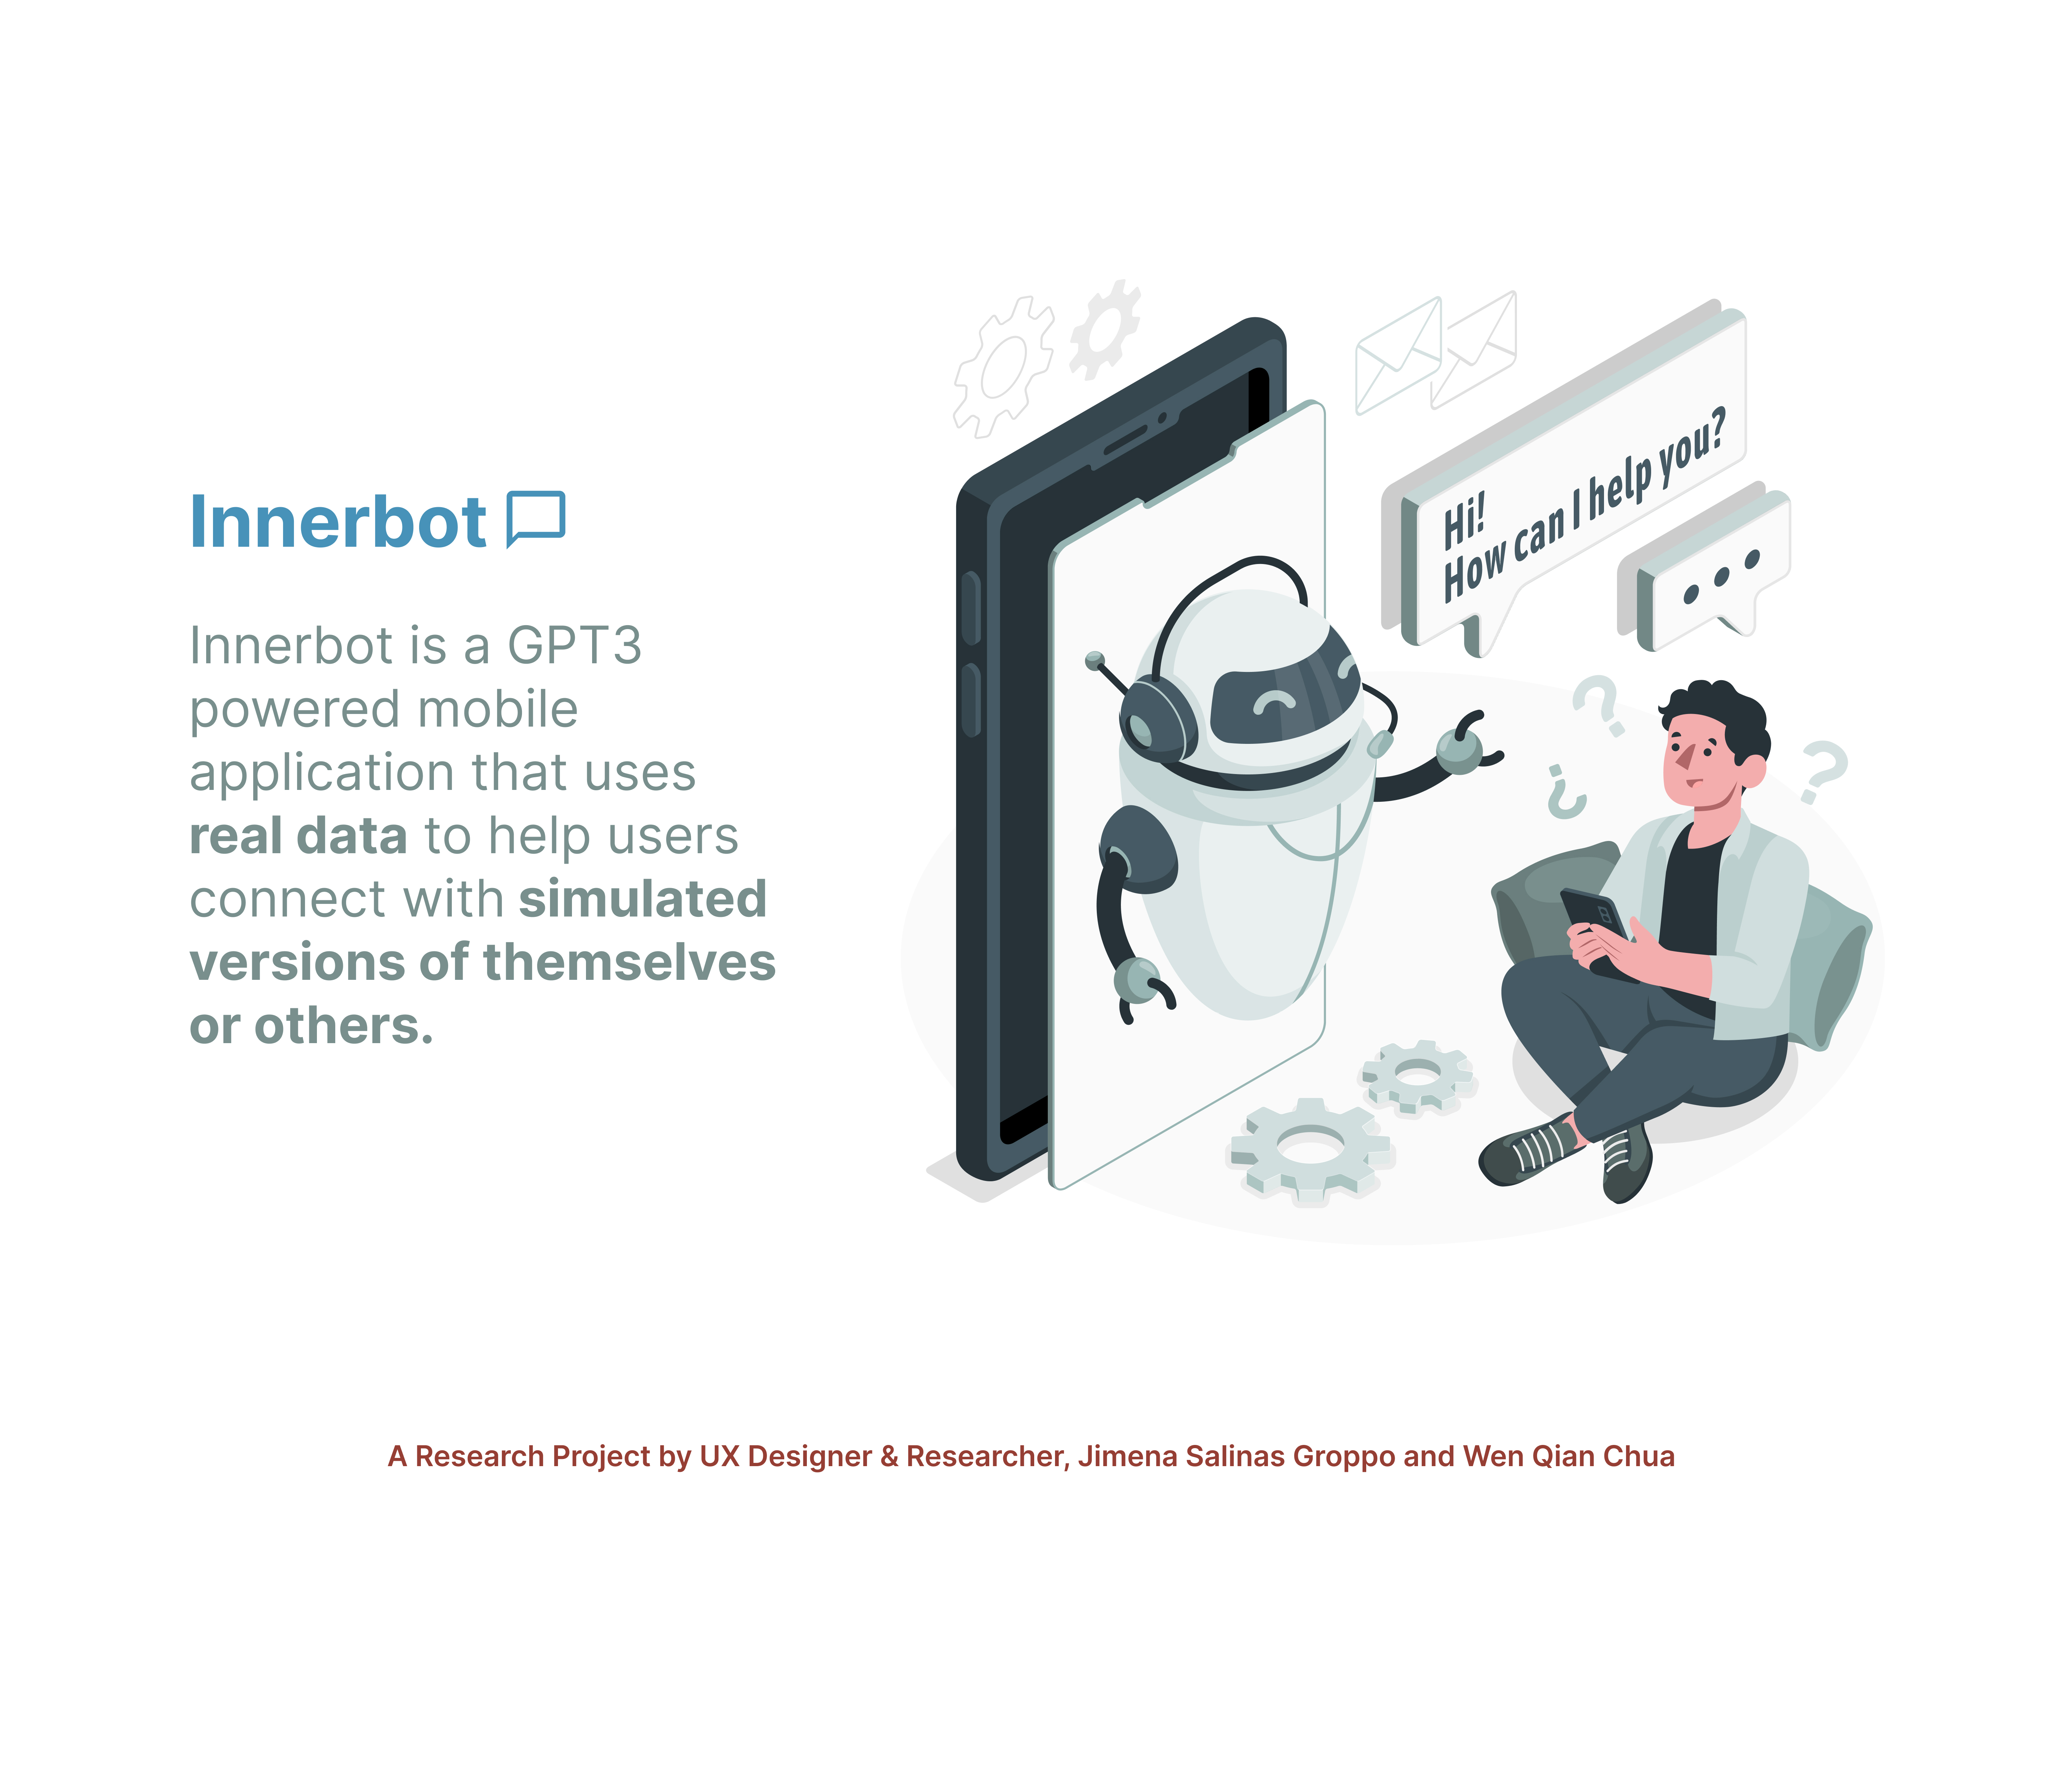 Innerbot
Innerbot is a GPT3
powered mobile
application that uses
real data to help users
connect with simulated
versions of themselves
or others.
Hi!
How can I help you?
A Research Project by UX Designer & Researcher, Jimena Salinas Groppo and Wen Qian Chua